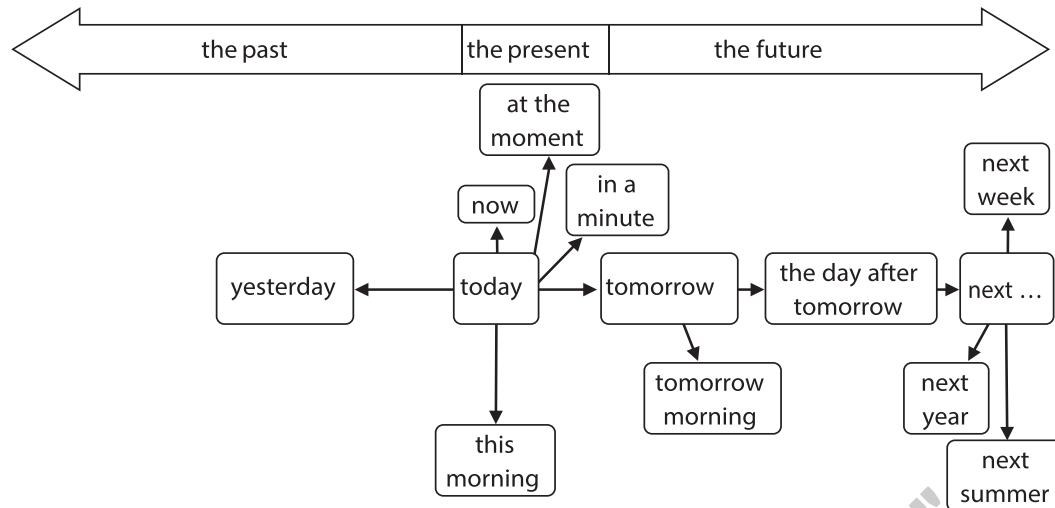 the past
the present
the future
at the
moment
in a
minute
now
next
week
yesterday
today
tomorrow
the day after
tomorrow
next …
tomorrow
morning
next
year
this
morning
next
summer